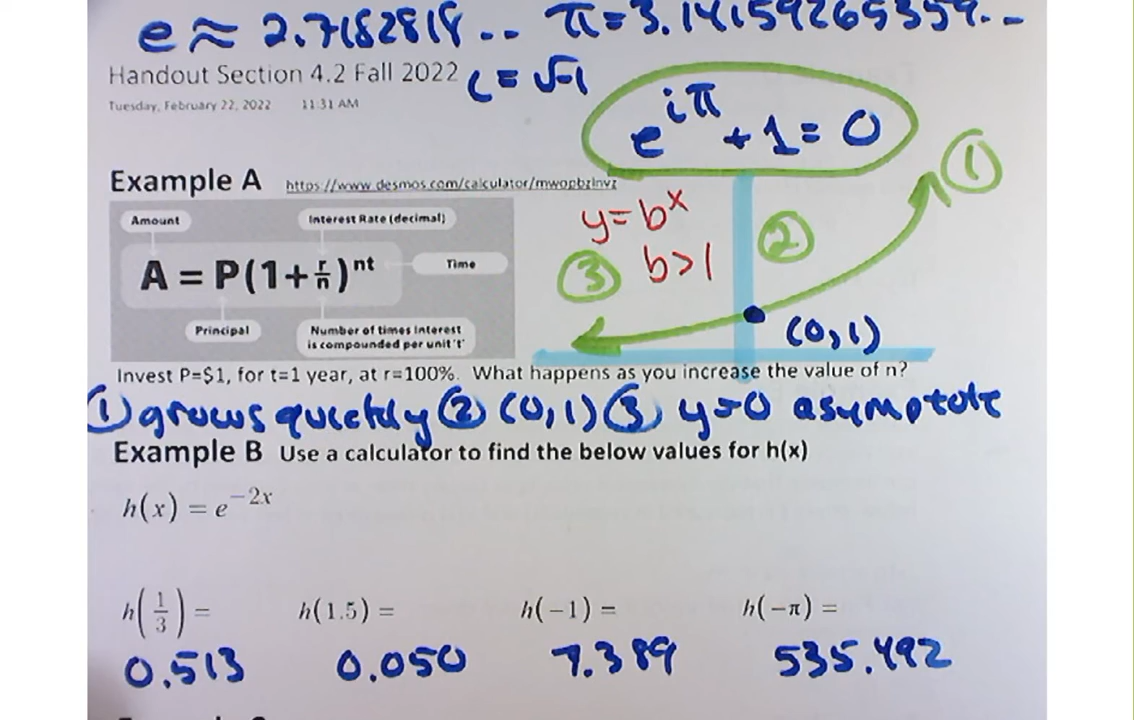 e ≈ 2.7182818.. π=3.14159265359...
Handout Section 4.2 Fall 2022
i = √-1
Tuesday, February 22, 2022 11:31 AM
e^{iπ} + 1 = 0
①
Example A https://www.desmos.com/calculator/mwopbzlnvz
y = b^x
b > 1
②
③
(0,1)
Amount
Interest Rate (decimal)
A = P(1+r/n)^{nt}
Time
Principal
Number of times interest
is compounded per unit 't'
Invest P=$1, for t=1 year, at r=100%. What happens as you increase the value of n?
① grows quickly ② (0,1) ③ y=0 asymptote
Example B Use a calculator to find the below values for h(x)
h(x) = e^{-2x}
h(1/3) = h(1.5) = h(-1) = h(-π) =
0.513 0.050 7.389 535.492